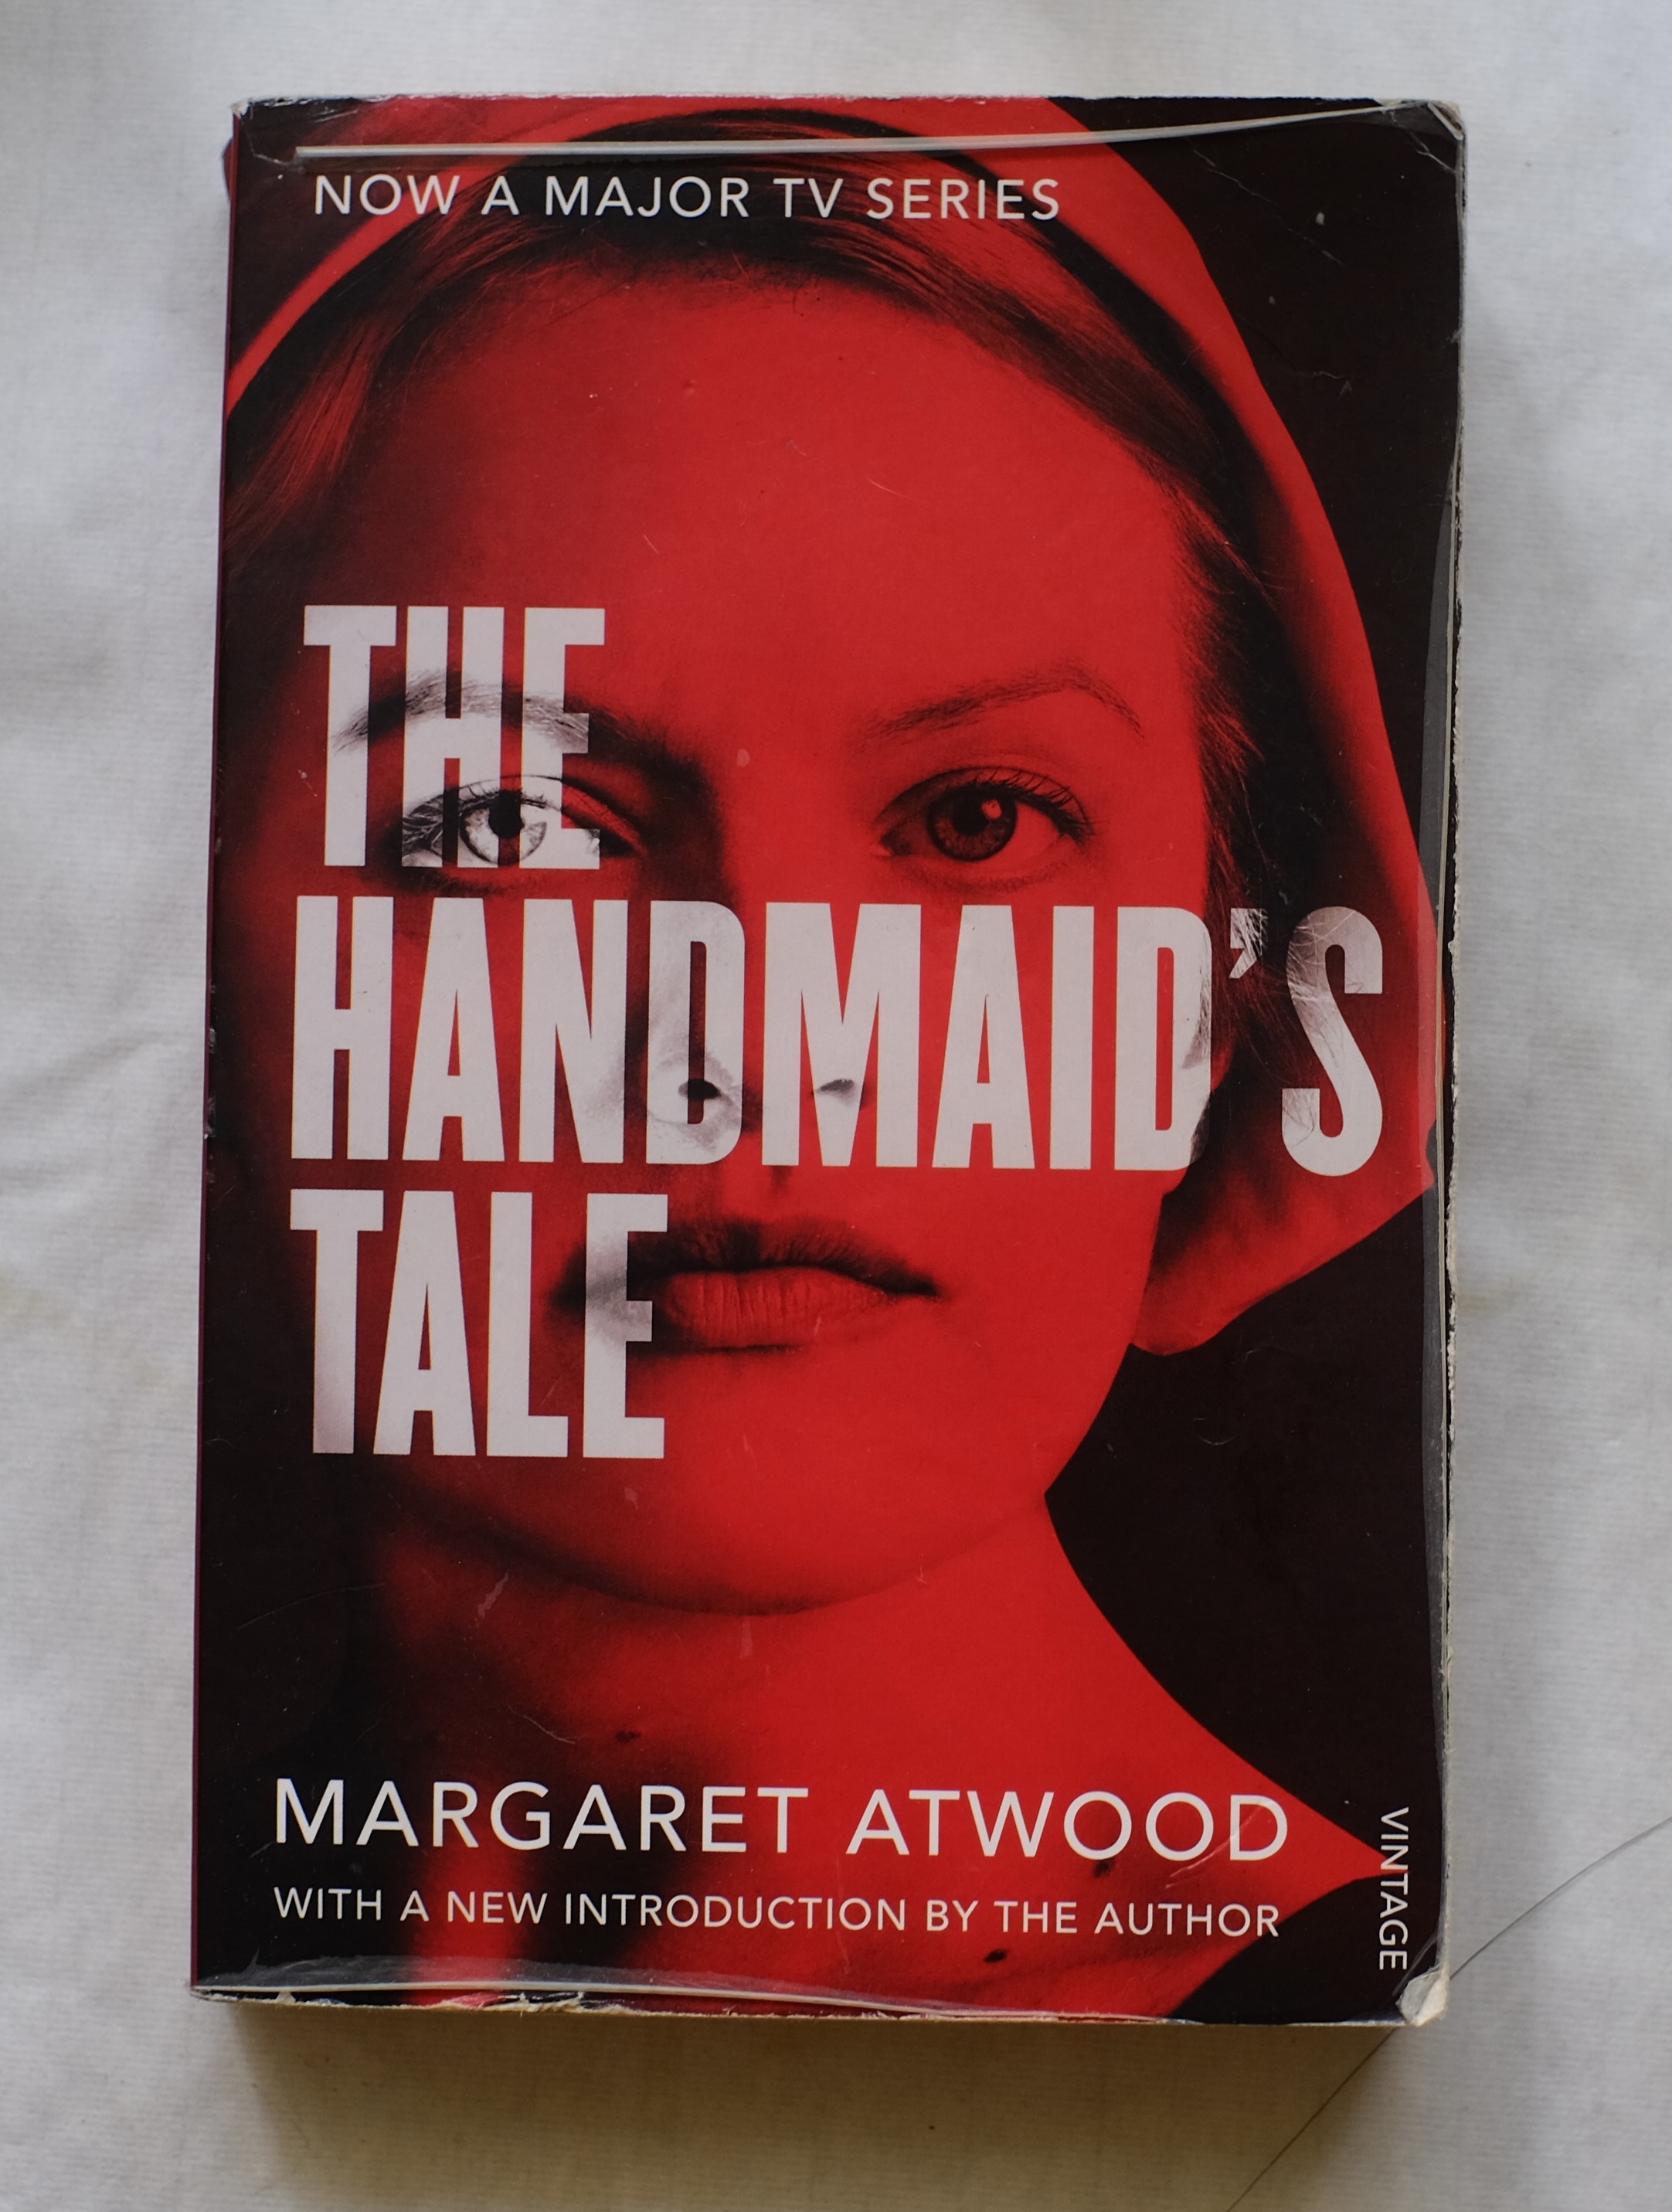 NOW A MAJOR TV SERIES
THE
HANDMAID'S
TALE
MARGARET ATWOOD
WITH A NEW INTRODUCTION BY THE AUTHOR
VINTAGE